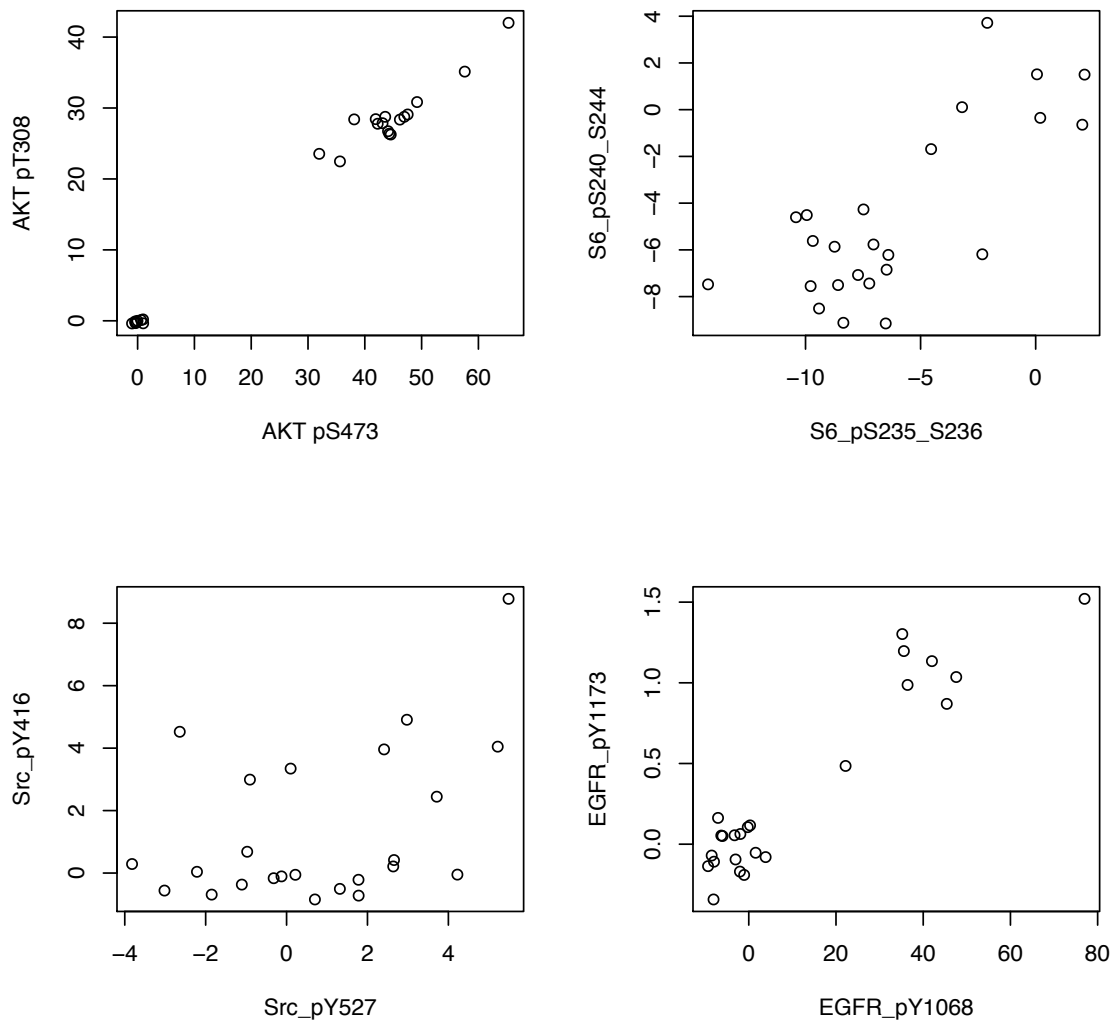 AKT pT308
0 10 20 30 40
0 10 20 30 40 50 60
AKT pS473
S6_pS240_S244
−8 −6 −4 −2 0 2 4
−10 −5 0
S6_pS235_S236
Src_pY416
0 2 4 6 8
−4 −2 0 2 4
Src_pY527
EGFR_pY1173
0.0 0.5 1.0 1.5
0 20 40 60 80
EGFR_pY1068